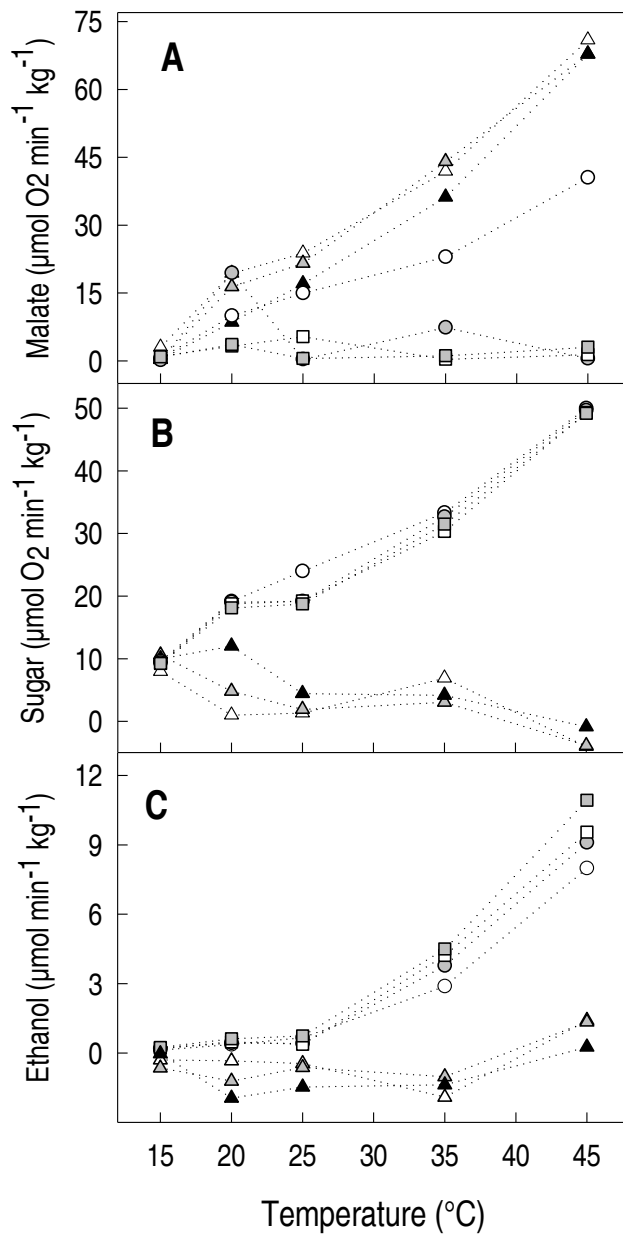 A
Malate (µmol O2 min⁻¹ kg⁻¹)
75
60
45
30
15
0
B
Sugar (µmol O₂ min⁻¹ kg⁻¹)
50
40
30
20
10
0
C
Ethanol (µmol min⁻¹ kg⁻¹)
12
9
6
3
0
15 20 25 30 35 40 45
Temperature (°C)